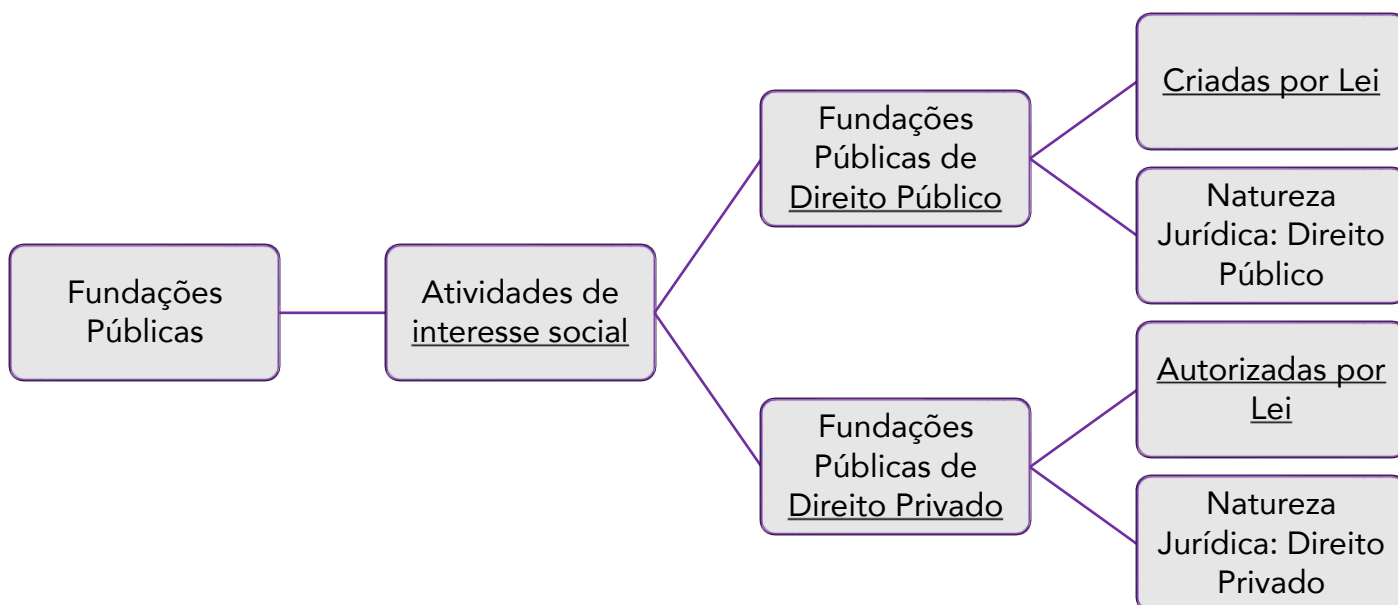 Fundações
Públicas
Atividades de
interesse social
Fundações
Públicas de
Direito Público
Criadas por Lei
Natureza
Jurídica: Direito
Público
Fundações
Públicas de
Direito Privado
Autorizadas por
Lei
Natureza
Jurídica: Direito
Privado